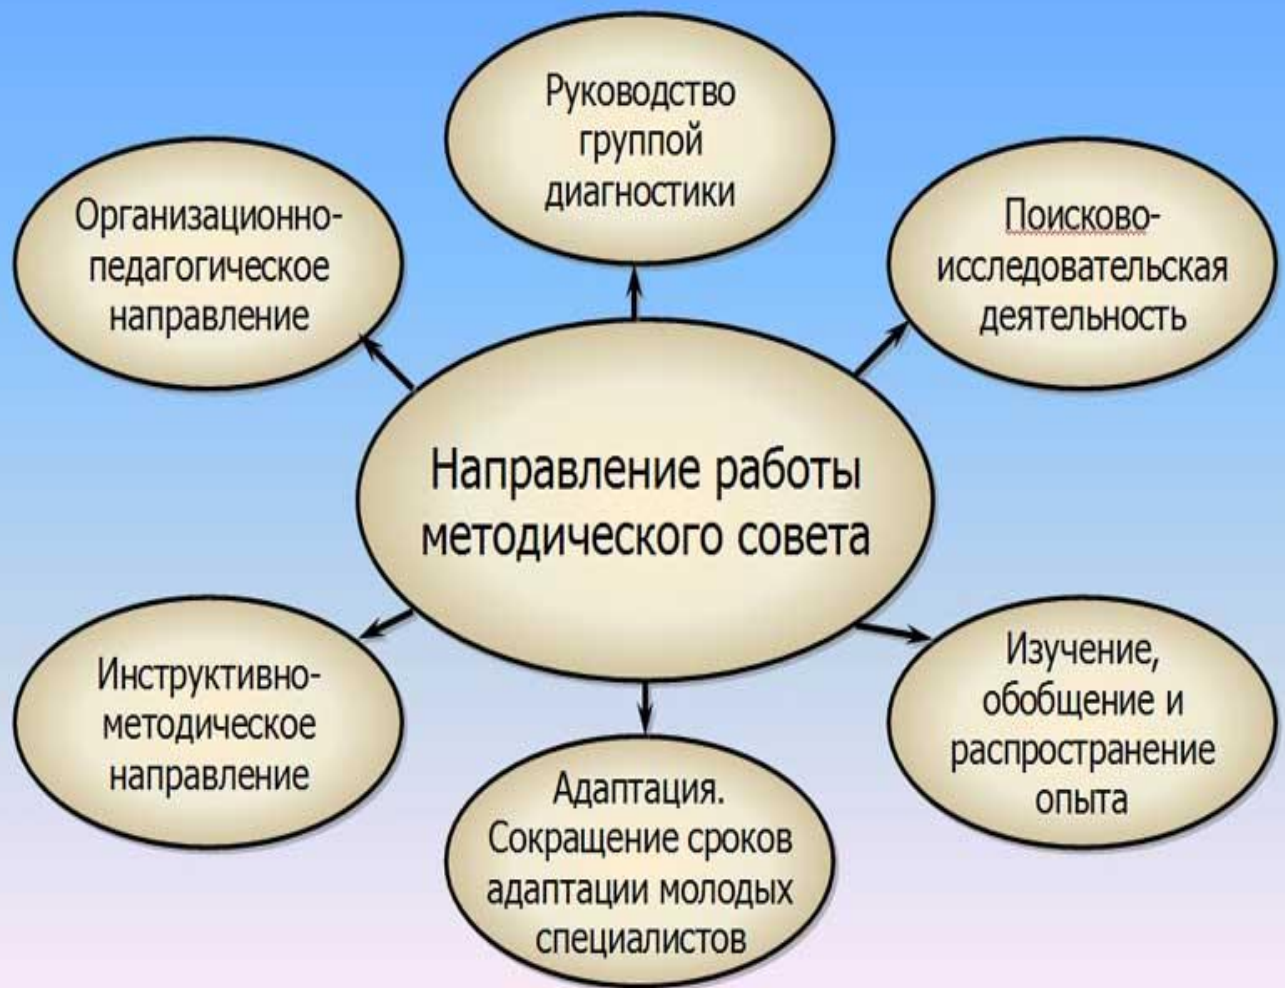 Руководство
группой
диагностики
Организационно-
педагогическое
направление
Поисково-
исследовательская
деятельность
Направление работы
методического совета
Инструктивно-
методическое
направление
Изучение,
обобщение и
распространение
опыта
Адаптация.
Сокращение сроков
адаптации молодых
специалистов